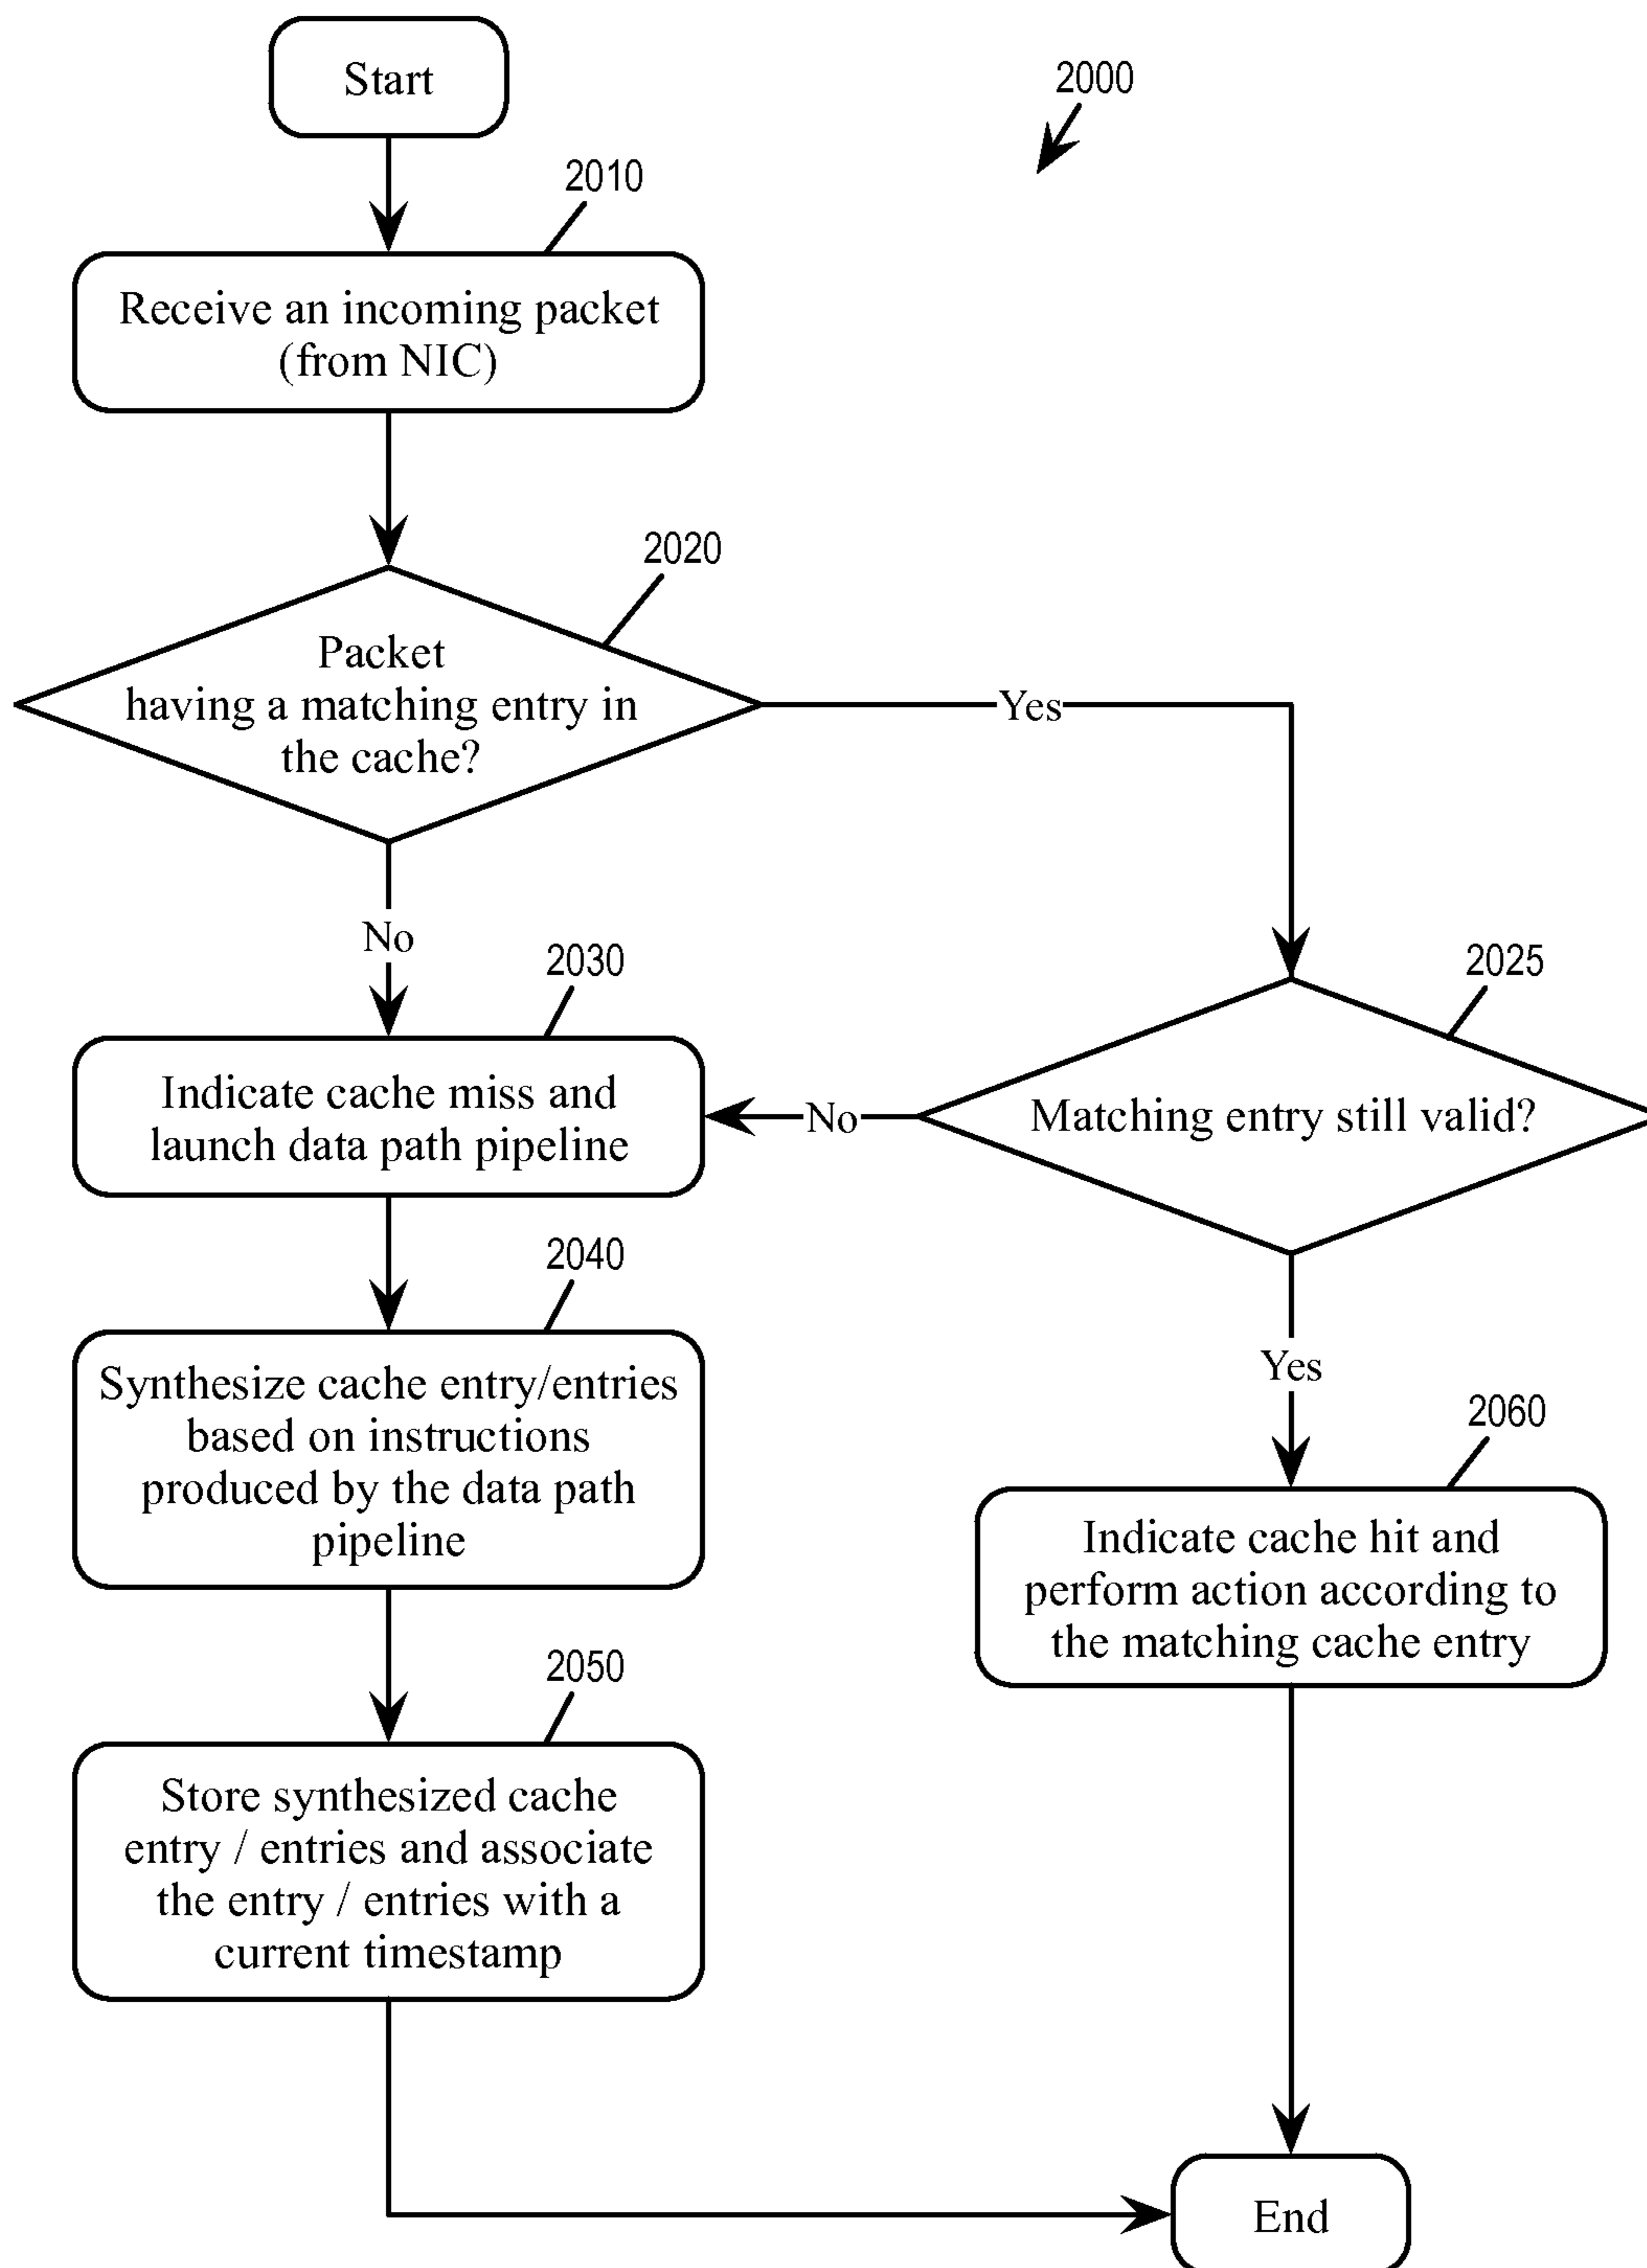 Start
2000
2010
Receive an incoming packet
(from NIC)
2020
Packet
having a matching entry in
the cache?
Yes
No
2030
Indicate cache miss and
launch data path pipeline
No
2025
Matching entry still valid?
2040
Synthesize cache entry/entries
based on instructions
produced by the data path
pipeline
Yes
2060
Indicate cache hit and
perform action according to
the matching cache entry
2050
Store synthesized cache
entry / entries and associate
the entry / entries with a
current timestamp
End